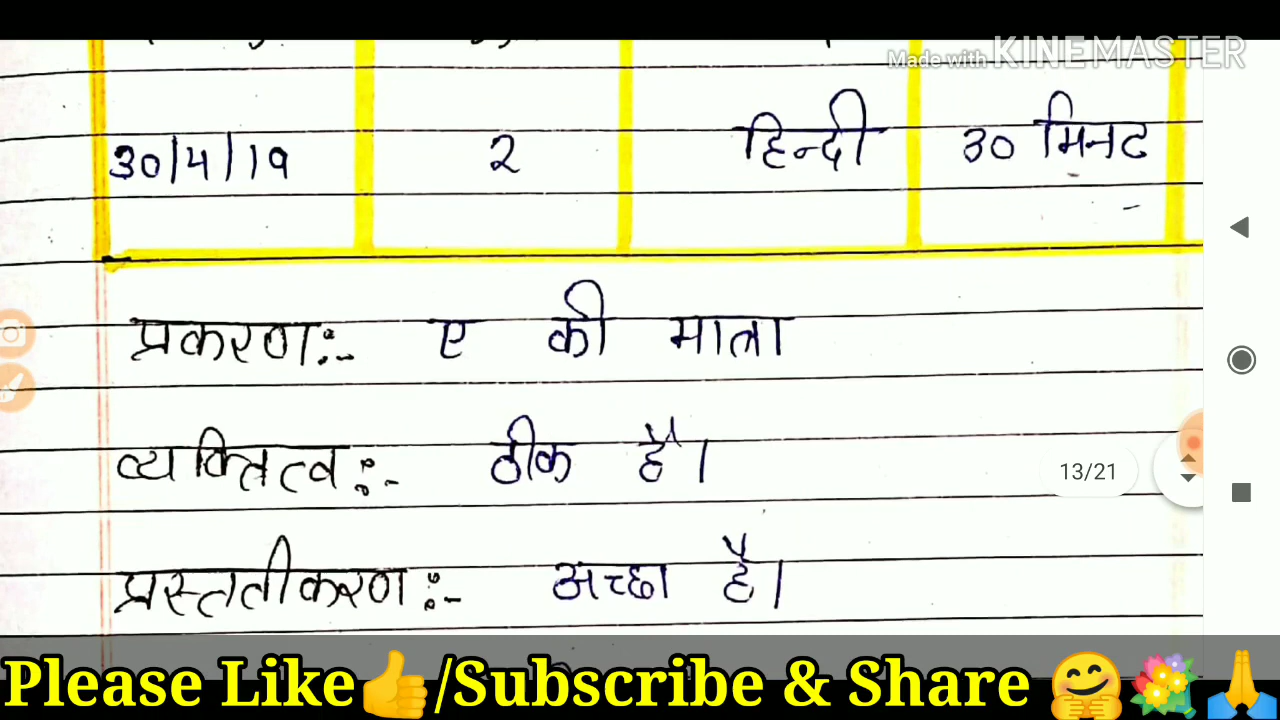 Made with KINEMASTER
30/4/19 2 हिन्दी 30 मिनट
प्रकरण:- ए की मात्रा
व्यक्तित्व:- ठीक है।
13/21
प्रस्ततीकरण:- अच्छा है।
Please Like👍/Subscribe & Share 🤗💐🙏